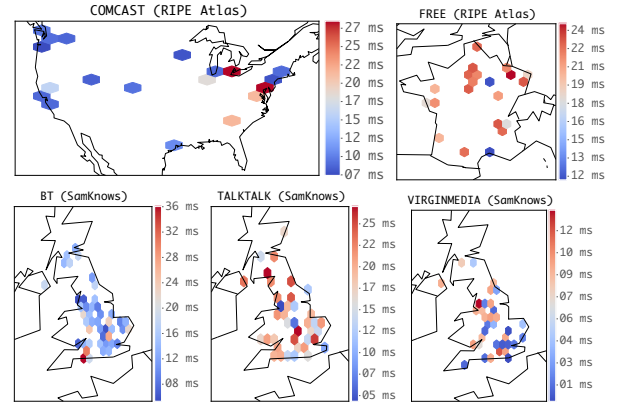 COMCAST (RIPE Atlas)
27 ms
25 ms
22 ms
20 ms
17 ms
15 ms
12 ms
10 ms
07 ms
FREE (RIPE Atlas)
24 ms
22 ms
21 ms
19 ms
18 ms
16 ms
15 ms
13 ms
12 ms
BT (SamKnows)
36 ms
32 ms
28 ms
24 ms
20 ms
16 ms
12 ms
08 ms
TALKTALK (SamKnows)
25 ms
22 ms
20 ms
17 ms
15 ms
12 ms
10 ms
07 ms
05 ms
VIRGINMEDIA (SamKnows)
12 ms
10 ms
09 ms
07 ms
06 ms
04 ms
03 ms
01 ms